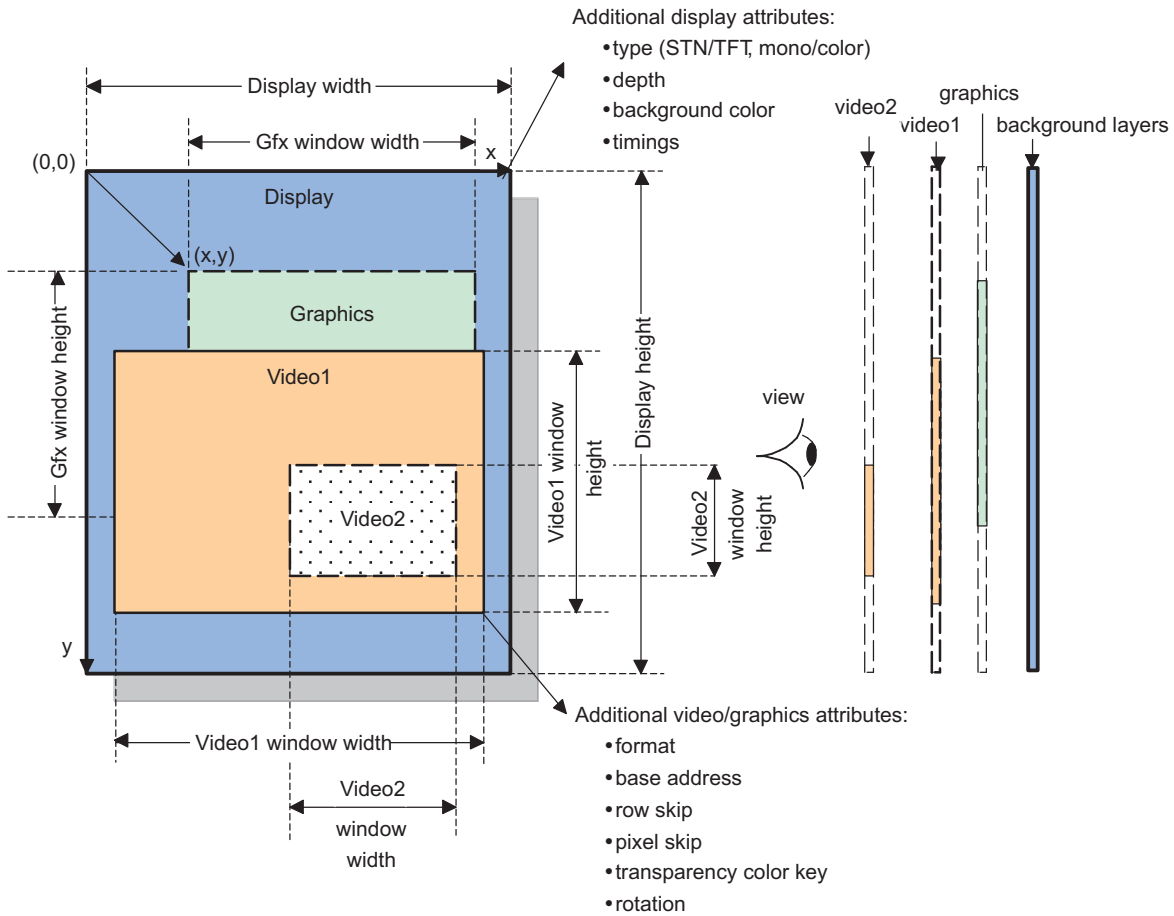 Additional display attributes:
•type (STN/TFT, mono/color)
•depth
•background color
•timings
Display width
Gfx window width
x
(0,0)
Display
(x,y)
Graphics
Gfx window height
Video1
Video2
Display height
Video1 window
height
Video2
window
height
y
Video1 window width
Video2
window
width
view
video2
video1
graphics
background layers
Additional video/graphics attributes:
•format
•base address
•row skip
•pixel skip
•transparency color key
•rotation